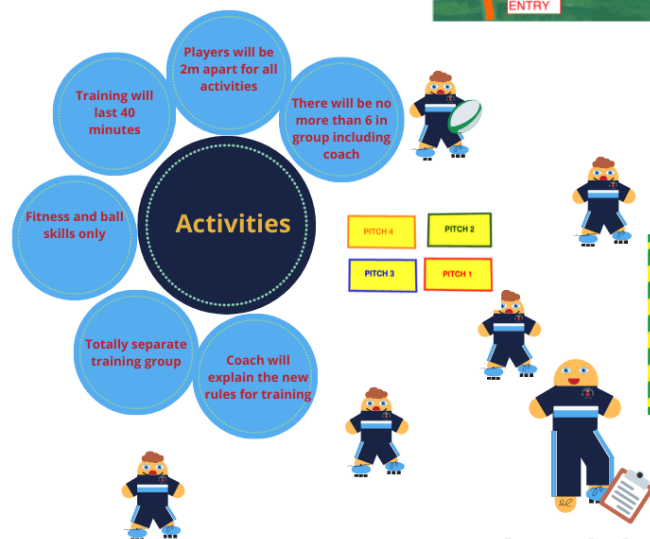 ENTRY
Players will be
2m apart for all
activities
Training will
last 40
minutes
There will be no
more than 6 in
group including
coach
Activities
Fitness and ball
skills only
Totally separate
training group
Coach will
explain the new
rules for training
PITCH 4
PITCH 2
PITCH 3
PITCH 1